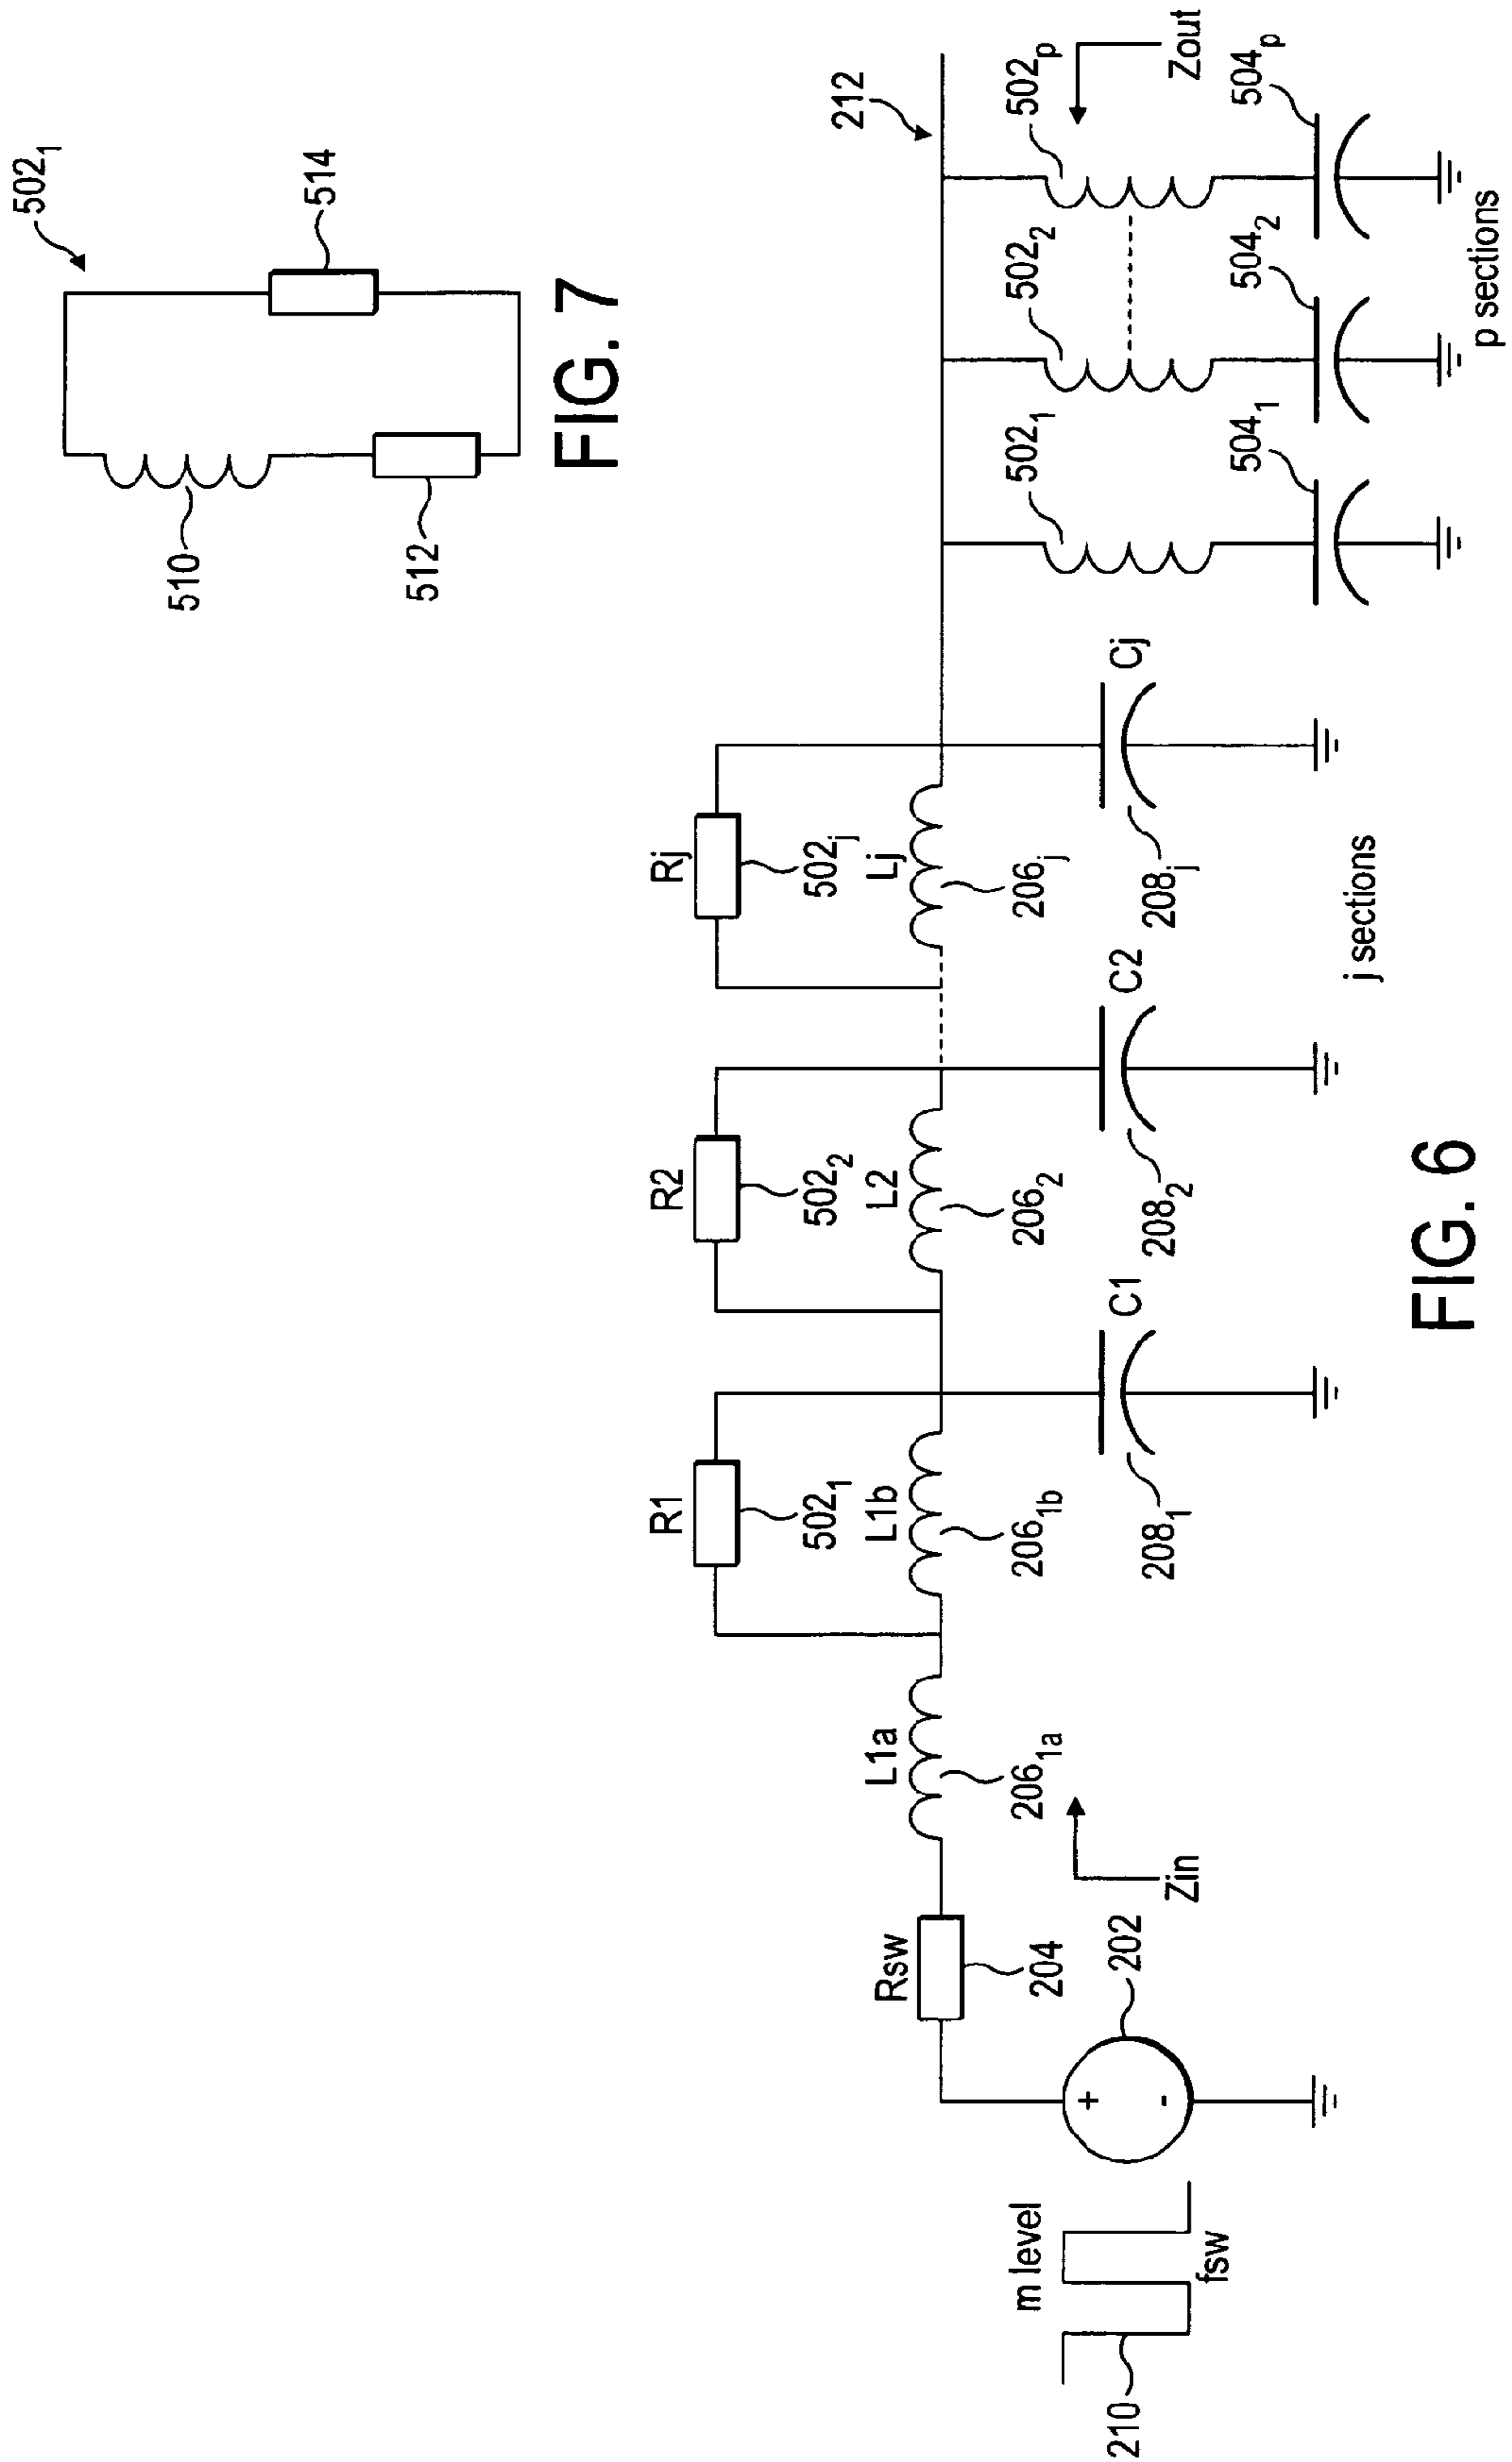 502₁
510
512
514
FIG. 7
212
Rj
R2
R1
502ⱼ
502₂
502₁
Lj
L2
L1b
L1a
Rsw
206ⱼ
206₂
206₁b
206₁a
204
502₁
502₂
502ₚ
Zout
504₁
504₂
504ₚ
p sections
Cj
C2
C1
208ⱼ
208₂
208₁
j sections
Zin
202
+
-
m level
fsw
210
FIG. 6